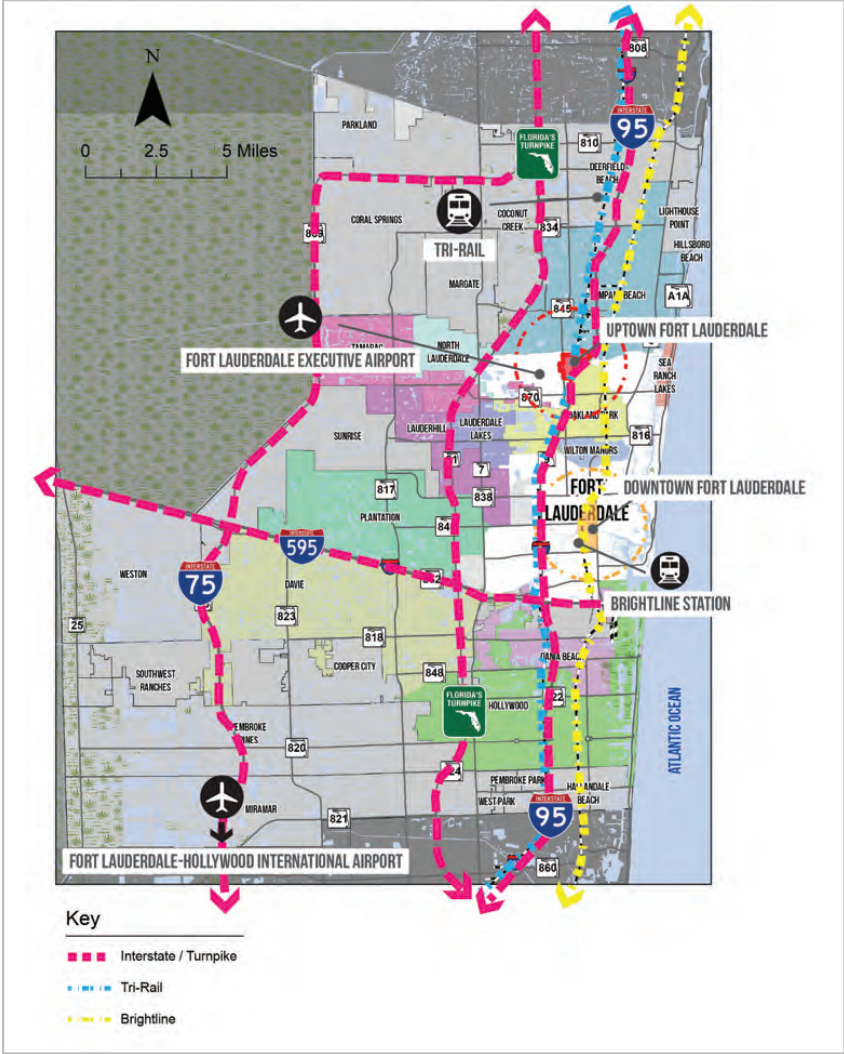 808
N
INTERSTATE
95
PARKLAND
FLORIDA'S
TURNPIKE
810
0 2.5 5 Miles
DEERFIELD
BEACH
CORAL SPRINGS
COCONUT
CREEK
LIGHTHOUSE
POINT
834
869
TRI-RAIL
HILLSBORO
BEACH
MARGATE
A1A
845
MPANO BEACH
UPTOWN FORT LAUDERDALE
TAMARAC
NORTH
LAUDERDALE
FORT LAUDERDALE EXECUTIVE AIRPORT
SEA
RANCH
LAKES
870
OAKLAND PARK
LAUDERHILL
LAUDERDALE
LAKES
816
SUNRISE
WILTON MANORS
7
817
838
FORT
LAUDERDALE
DOWNTOWN FORT LAUDERDALE
PLANTATION
84
INTERSTATE
595
WESTON
INTERSTATE
75
DAVIE
BRIGHTLINE STATION
823
25
818
DANIA BEACH
COOPER CITY
SOUTHWEST
RANCHES
848
FLORIDA'S
TURNPIKE
HOLLYWOOD
22
PEMBROKE
PINES
820
ATLANTIC OCEAN
24
PEMBROKE PARK
HALLANDALE
BEACH
WEST PARK
MIRAMAR
821
INTERSTATE
95
FORT LAUDERDALE-HOLLYWOOD INTERNATIONAL AIRPORT
860
Key
Interstate / Turnpike
Tri-Rail
Brightline